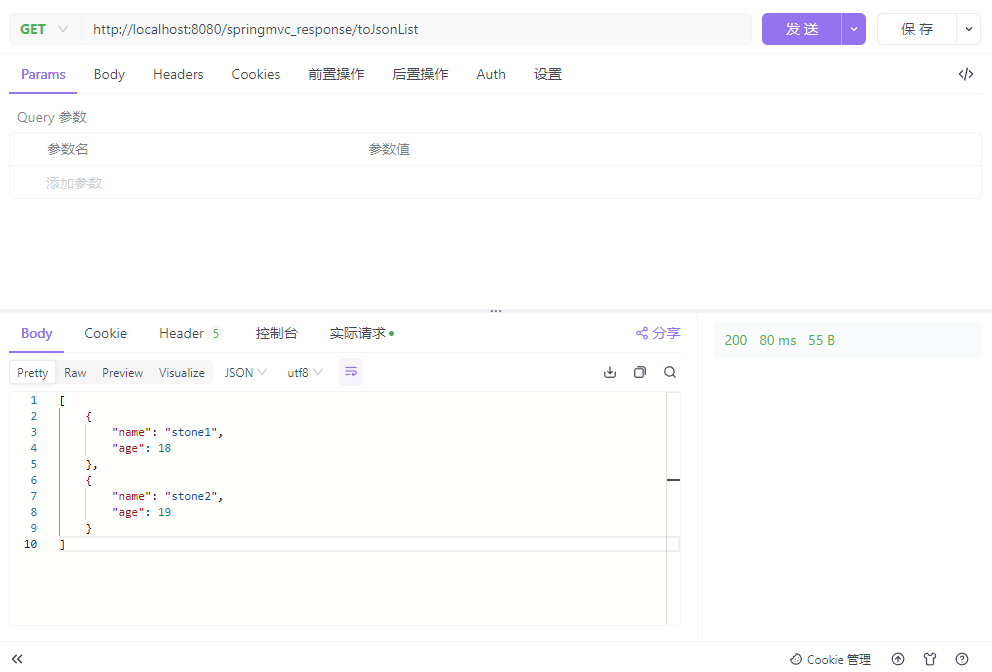 GET http://localhost:8080/springmvc_response/toJsonList 发 送 保 存
Params Body Headers Cookies 前置操作 后置操作 Auth 设置 </>
Query 参数
参数名 参数值
添加参数
Body Cookie Header 5 控制台 实际请求 分享 200 80 ms 55 B
Pretty Raw Preview Visualize JSON utf8
1 [
2 {
3 "name": "stone1",
4 "age": 18
5 },
6 {
7 "name": "stone2",
8 "age": 19
9 }
10 ]
Cookie 管理